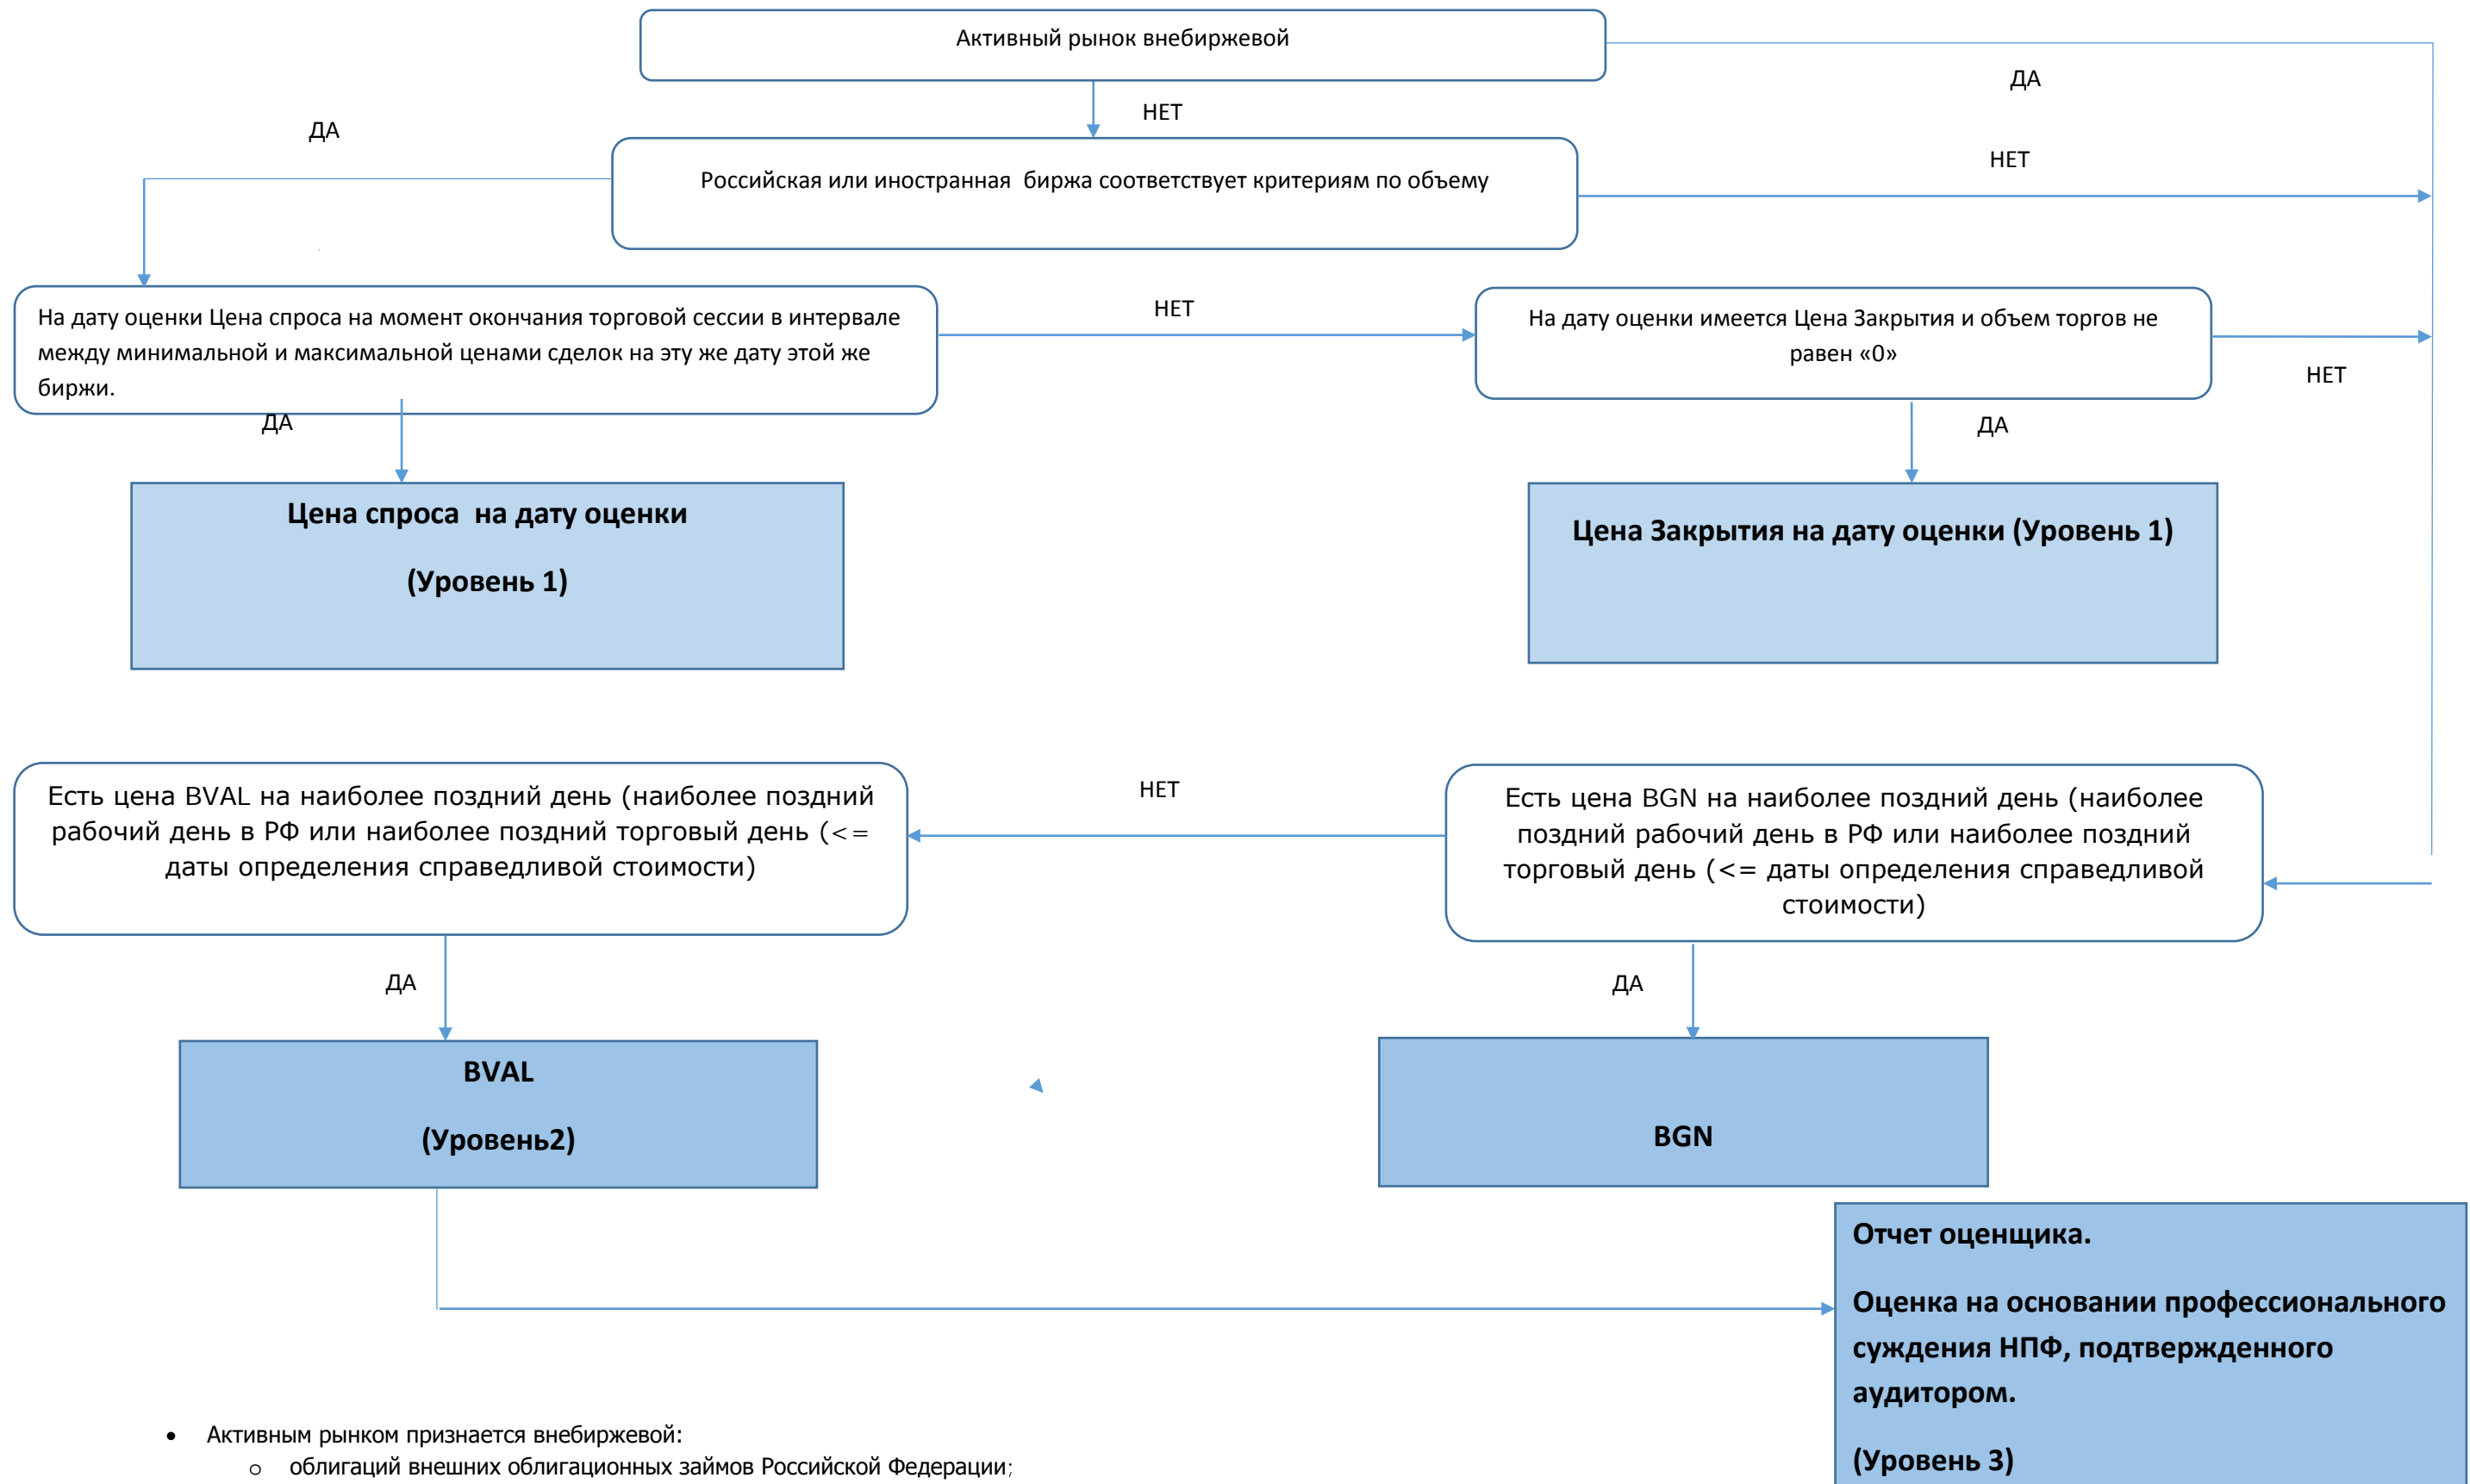 Активный рынок внебиржевой
ДА
НЕТ
ДА
Российская или иностранная  биржа соответствует критериям по объему
НЕТ
На дату оценки Цена спроса на момент окончания торговой сессии в интервале
между минимальной и максимальной ценами сделок на эту же дату этой же
биржи.
НЕТ
На дату оценки имеется Цена Закрытия и объем торгов не
равен «0»
НЕТ
ДА
ДА
Цена спроса  на дату оценки
(Уровень 1)
Цена Закрытия на дату оценки (Уровень 1)
Есть цена BVAL на наиболее поздний день (наиболее поздний
рабочий день в РФ или наиболее поздний торговый день (<=
даты определения справедливой стоимости)
НЕТ
Есть цена BGN на наиболее поздний день (наиболее
поздний рабочий день в РФ или наиболее поздний
торговый день (<= даты определения справедливой
стоимости)
ДА
ДА
BVAL
(Уровень2)
BGN
Отчет оценщика.
Оценка на основании профессионального
суждения НПФ, подтвержденного
аудитором.
(Уровень 3)
• Активным рынком признается внебиржевой:
o облигаций внешних облигационных займов Российской Федерации;